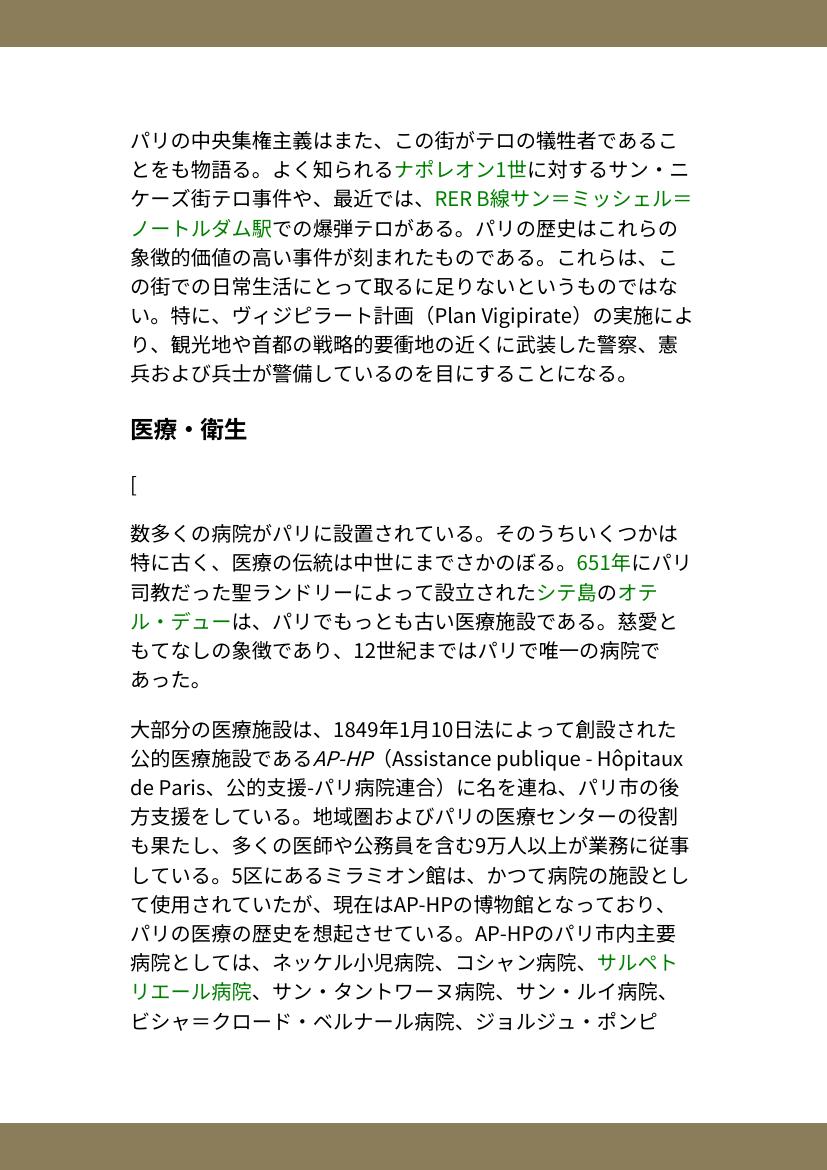 パリの中央集権主義はまた、この街がテロの犠牲者であるこ
とをも物語る。よく知られるナポレオン1世に対するサン・ニ
ケーズ街テロ事件や、最近では、RER B線サン＝ミッシェル＝
ノートルダム駅での爆弾テロがある。パリの歴史はこれらの
象徴的価値の高い事件が刻まれたものである。これらは、こ
の街での日常生活にとって取るに足りないというものではな
い。特に、ヴィジピラート計画（Plan Vigipirate）の実施によ
り、観光地や首都の戦略的要衝地の近くに武装した警察、憲
兵および兵士が警備しているのを目にすることになる。
医療・衛生
[
数多くの病院がパリに設置されている。そのうちいくつかは
特に古く、医療の伝統は中世にまでさかのぼる。651年にパリ
司教だった聖ランドリーによって設立されたシテ島のオテ
ル・デューは、パリでもっとも古い医療施設である。慈愛と
もてなしの象徴であり、12世紀まではパリで唯一の病院で
あった。
大部分の医療施設は、1849年1月10日法によって創設された
公的医療施設であるAP-HP（Assistance publique - Hôpitaux
de Paris、公的支援-パリ病院連合）に名を連ね、パリ市の後
方支援をしている。地域圏およびパリの医療センターの役割
も果たし、多くの医師や公務員を含む9万人以上が業務に従事
している。5区にあるミラミオン館は、かつて病院の施設とし
て使用されていたが、現在はAP-HPの博物館となっており、
パリの医療の歴史を想起させている。AP-HPのパリ市内主要
病院としては、ネッケル小児病院、コシャン病院、サルペト
リエール病院、サン・タントワーヌ病院、サン・ルイ病院、
ビシャ＝クロード・ベルナール病院、ジョルジュ・ポンピ